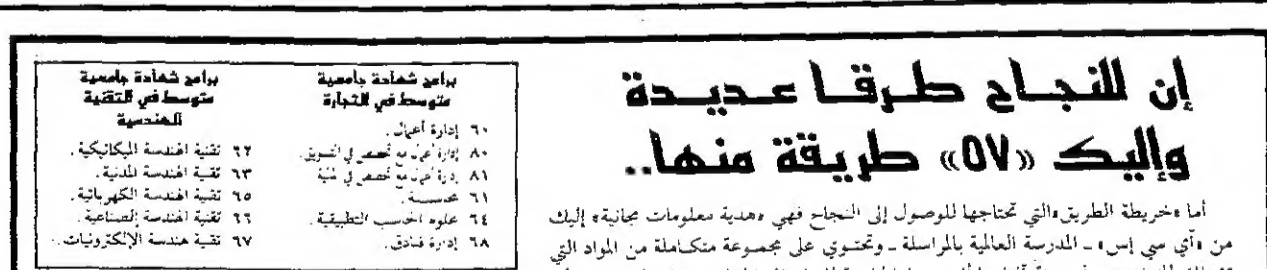 إن للنجاح طرقا عديدة
وإليك «٥٧» طريقة منها..
أما «خريطة الطريق» التي تحتاجها للوصول إلى النجاح فهي «هدية معلومات مجانية» إليك
من «آي سي إس» ـ المدرسة العالمية بالمراسلة ـ وتحتوي على مجموعة متكاملة من المواد التي
برامج شهادة جامعية
متوسط في التجارة
٦٠ إدارة أعمال.
٨٠ إدارة أعمال مع تخصص في التسويق.
٨١ إدارة أعمال مع تخصص في
٦١ محاسبة.
٦٤ علوم الحاسب التطبيقية.
٦٨ إدارة فنادق.
برامج شهادة جامعية
متوسط في التقنية
الهندسية
٦٢ تقنية الهندسة الميكانيكية.
٦٣ تقنية الهندسة المدنية.
٦٥ تقنية الهندسة الكهربائية.
٦٦ تقنية الهندسة الصناعية.
٦٧ تقنية هندسة الإلكترونيات.